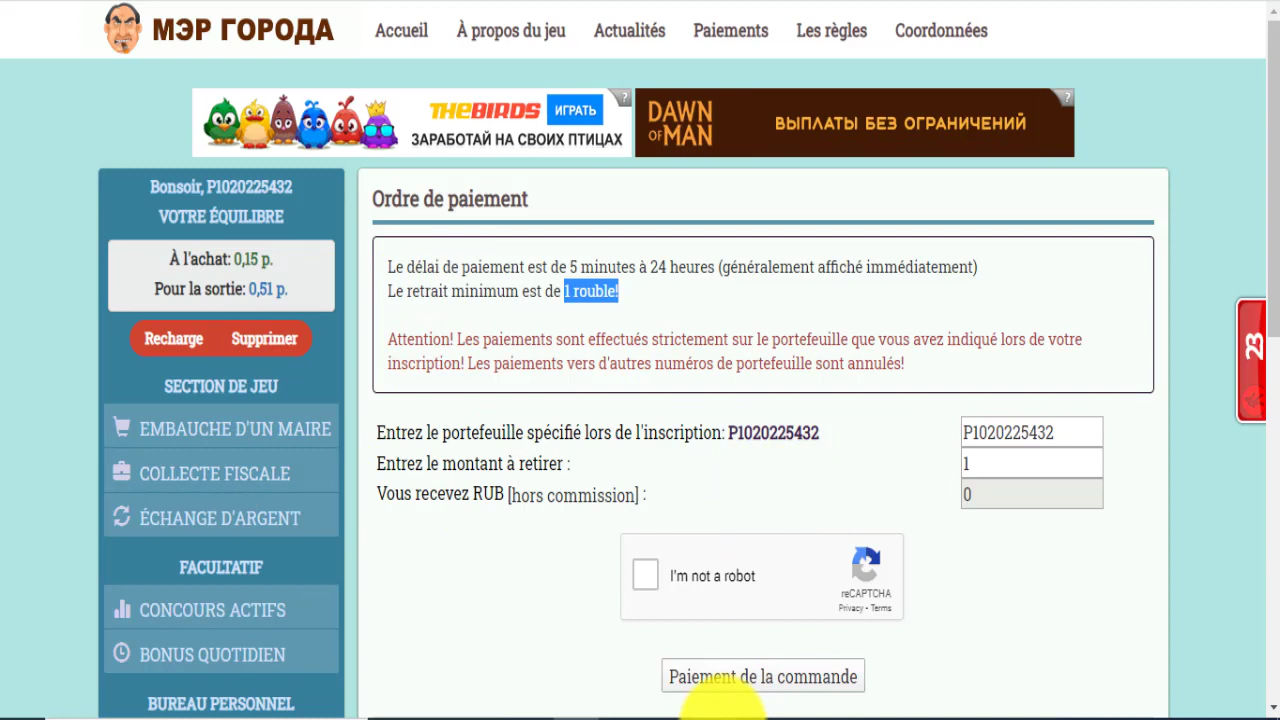 МЭР ГОРОДА
Accueil À propos du jeu Actualités Paiements Les règles Coordonnées
THEBIRDS ИГРАТЬ ?
ЗАРАБОТАЙ НА СВОИХ ПТИЦАХ
DAWN OF MAN
ВЫПЛАТЫ БЕЗ ОГРАНИЧЕНИЙ ?
Bonsoir, P1020225432
VOTRE ÉQUILIBRE
À l'achat: 0,15 р.
Pour la sortie: 0,51 р.
Recharge Supprimer
SECTION DE JEU
EMBAUCHE D'UN MAIRE
COLLECTE FISCALE
ÉCHANGE D'ARGENT
FACULTATIF
CONCOURS ACTIFS
BONUS QUOTIDIEN
BUREAU PERSONNEL
Ordre de paiement
Le délai de paiement est de 5 minutes à 24 heures (généralement affiché immédiatement)
Le retrait minimum est de 1 rouble!
Attention! Les paiements sont effectués strictement sur le portefeuille que vous avez indiqué lors de votre
inscription! Les paiements vers d'autres numéros de portefeuille sont annulés!
Entrez le portefeuille spécifié lors de l'inscription: P1020225432 P1020225432
Entrez le montant à retirer : 1
Vous recevez RUB [hors commission] : 0
I'm not a robot
reCAPTCHA
Privacy - Terms
Paiement de la commande
23